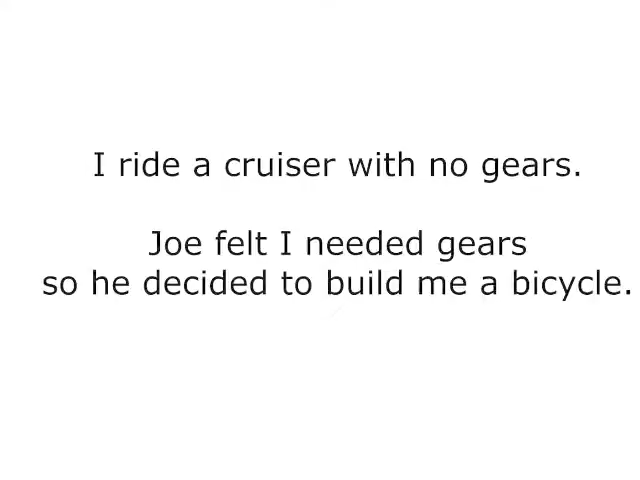 I ride a cruiser with no gears.
Joe felt I needed gears
so he decided to build me a bicycle.